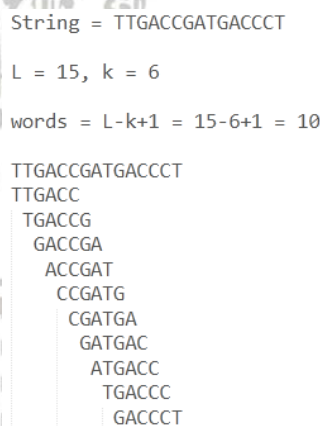 String = TTGACCGATGACCCT
L = 15, k = 6
words = L-k+1 = 15-6+1 = 10
TTGACCGATGACCCT
TTGACC
TGACCG
GACCGA
ACCGAT
CCGATG
CGATGA
GATGAC
ATGACC
TGACCC
GACCCT